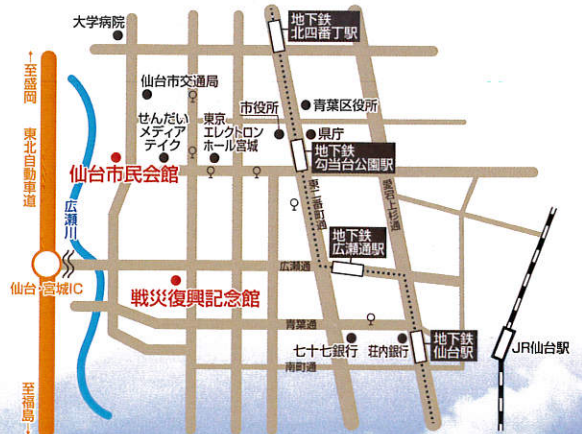 大学病院
地下鉄
北四番丁駅
仙台市交通局
市役所
青葉区役所
せんだい
メディア
テイク
東京
エレクトロン
ホール宮城
県庁
地下鉄
勾当台公園駅
仙台市民会館
←至盛岡
東北自動車道
広瀬川
東二番町通
愛宕上杉通
地下鉄
広瀬通駅
広瀬通
仙台・宮城IC
戦災復興記念館
青葉通
七十七銀行
荘内銀行
地下鉄
仙台駅
JR仙台駅
南町通
至福島→